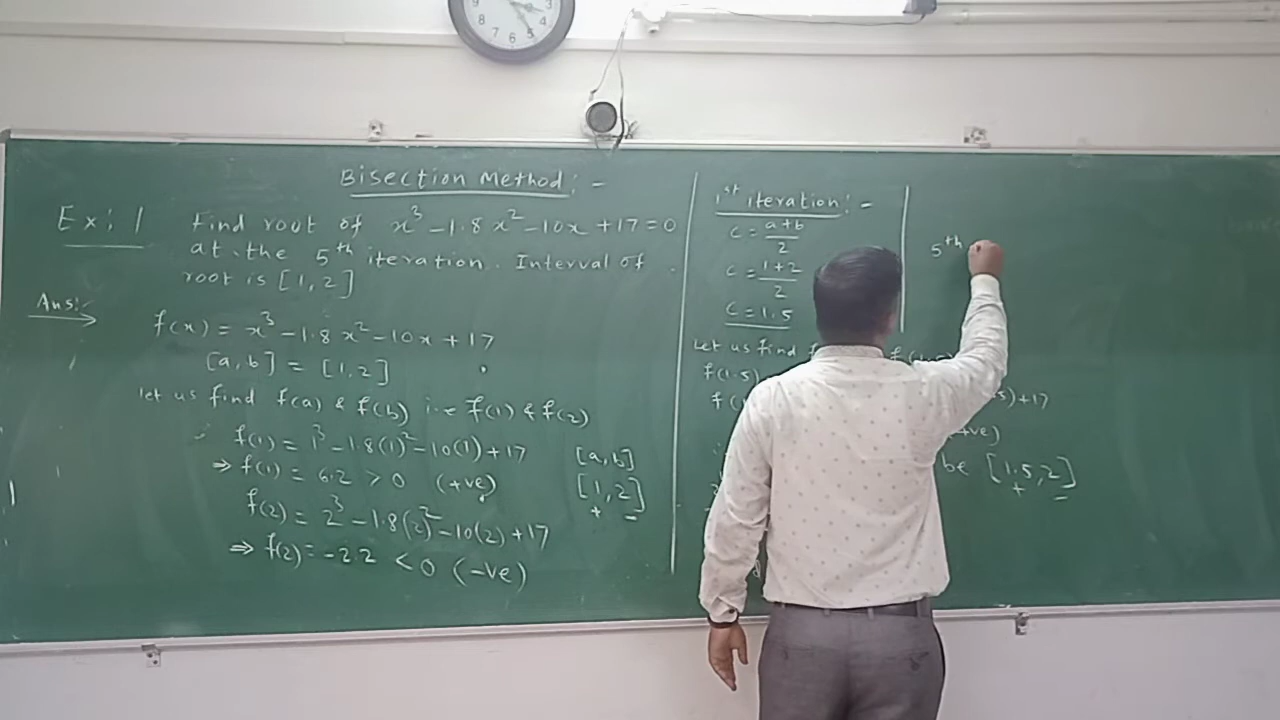 Bisection Method:-
Ex:1 Find root of x³-1.8x²-10x+17=0
at the 5th iteration. Interval of
root is [1,2]
Ans:-
f(x) = x³-1.8x²-10x+17
[a,b] = [1,2]
let us find f(a) & f(b) i.e f(1) & f(2)
f(1) = 1³-1.8(1)²-10(1)+17
⇒ f(1) = 6.2 > 0 (+ve)
f(2) = 2³-1.8(2)²-10(2)+17
⇒ f(2) = -2.2 < 0 (-ve)
[a,b]
[1,2]
+ -
1st iteration:-
c = a+b/2
c = 1+2/2
c = 1.5
Let us find
f(1.5)
)+17
+ve)
be [1.5,2]
+ -
5th